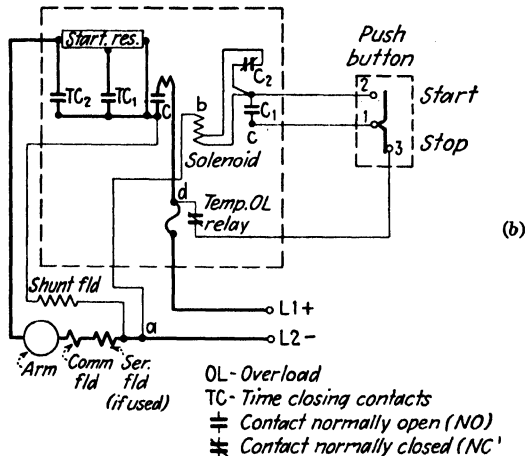 Start. res.
TC2
TC1
C
b
C2
C1
c
Solenoid
d
Temp. OL
relay
Push
button
2
Start
1
3
Stop
(b)
Shunt fld
a
L1+
L2-
Arm
Comm
fld
Ser.
fld
(if used)
OL - Overload
TC - Time closing contacts
Contact normally open (NO)
Contact normally closed (NC'